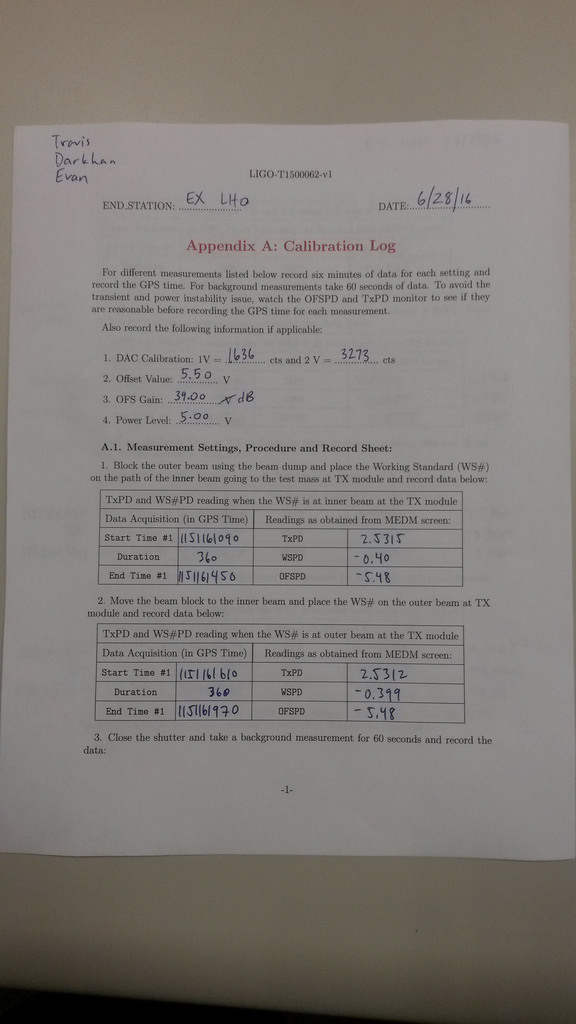 Travis
Darkhan
Evan
LIGO-T1500062-v1
END STATION: EX LHO DATE: 6/28/16
Appendix A: Calibration Log
For different measurements listed below record six minutes of data for each setting and
record the GPS time. For background measurements take 60 seconds of data. To avoid the
transient and power instability issue, watch the OFSPD and TxPD monitor to see if they
are reasonable before recording the GPS time for each measurement.
Also record the following information if applicable:
1. DAC Calibration: 1V = 1636 cts and 2 V = 3273 cts
2. Offset Value: 5.50 V
3. OFS Gain: 39.00 V dB
4. Power Level: 5.00 V
A.1. Measurement Settings, Procedure and Record Sheet:
1. Block the outer beam using the beam dump and place the Working Standard (WS#)
on the path of the inner beam going to the test mass at TX module and record data below:
TxPD and WS#PD reading when the WS# is at inner beam at the TX module
Data Acquisition (in GPS Time) Readings as obtained from MEDM screen:
Start Time #1 1151161090 TxPD 2.5315
Duration 360 WSPD -0.40
End Time #1 1151161450 OFSPD -5.48
2. Move the beam block to the inner beam and place the WS# on the outer beam at TX
module and record data below:
TxPD and WS#PD reading when the WS# is at outer beam at the TX module
Data Acquisition (in GPS Time) Readings as obtained from MEDM screen:
Start Time #1 1151161610 TxPD 2.5312
Duration 360 WSPD -0.399
End Time #1 1151161970 OFSPD -5.48
3. Close the shutter and take a background measurement for 60 seconds and record the
data:
-1-